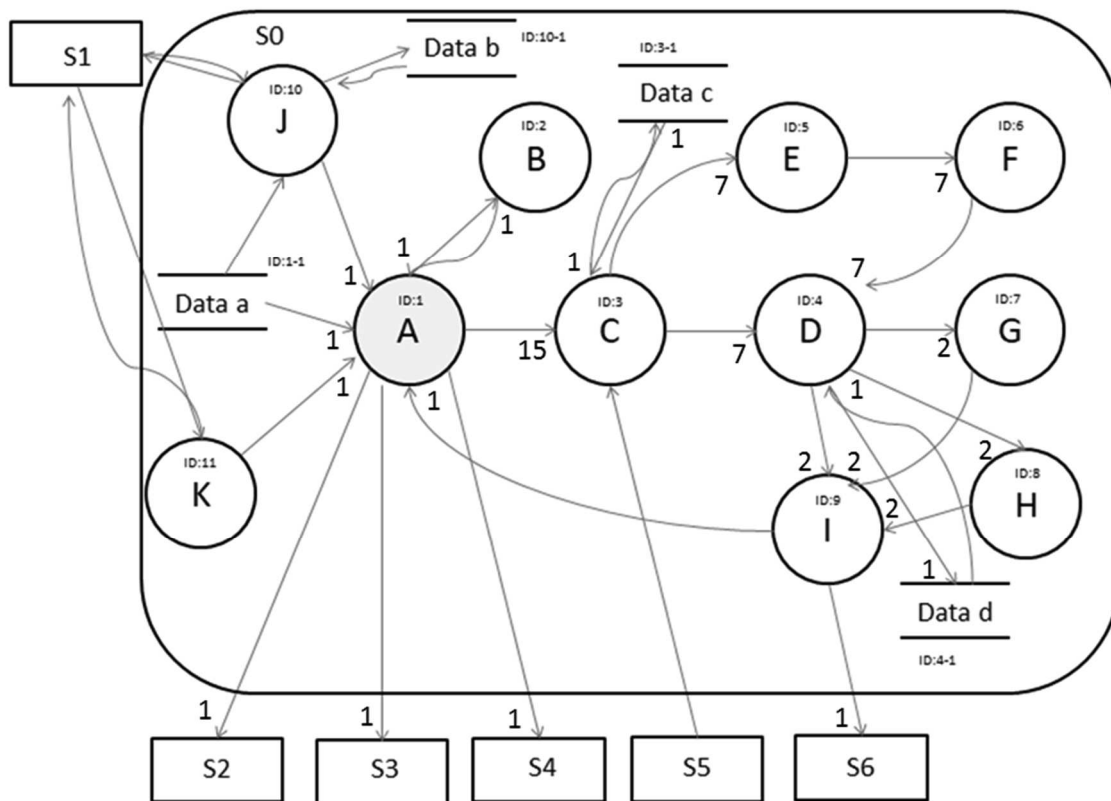 S1
S0
Data b
ID:10-1
ID:10
J
ID:3-1
Data c
1
ID:2
B
1
1
ID:5
E
7
ID:6
F
7
7
ID:1-1
Data a
1
1
1
ID:1
A
1
15
ID:3
C
1
7
ID:4
D
1
ID:7
G
2
ID:11
K
2
2
2
2
ID:8
H
ID:9
I
1
Data d
ID:4-1
1
1
1
1
S2
S3
S4
S5
S6